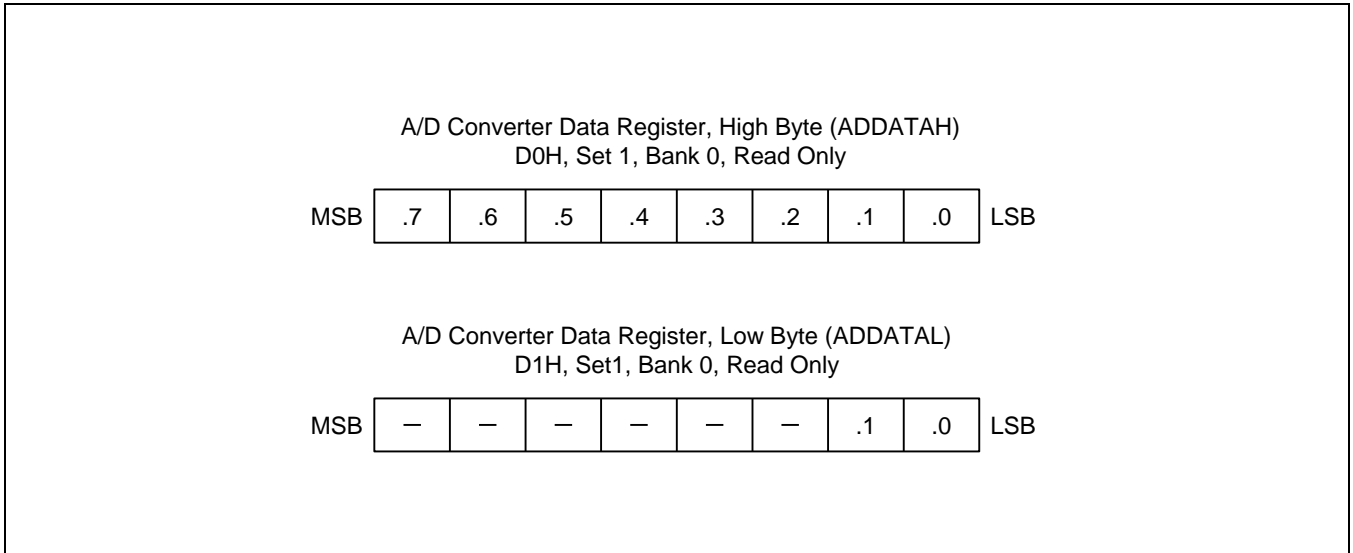 A/D Converter Data Register, High Byte (ADDATAH)
D0H, Set 1, Bank 0, Read Only
MSB .7 .6 .5 .4 .3 .2 .1 .0 LSB
A/D Converter Data Register, Low Byte (ADDATAL)
D1H, Set1, Bank 0, Read Only
MSB – – – – – – .1 .0 LSB